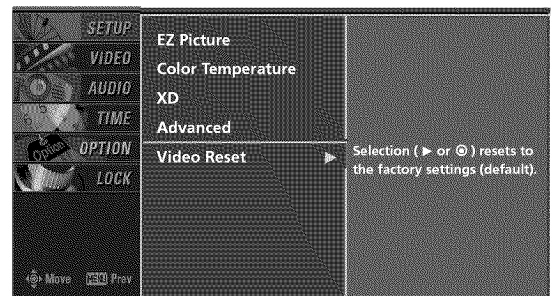 SETUP
VIDEO
AUDIO
TIME
OPTION
LOCK
Move MENU Prev
EZ Picture
Color Temperature
XD
Advanced
Video Reset ▶
Selection ( ▶ or ◉ ) resets to
the factory settings (default).
Option